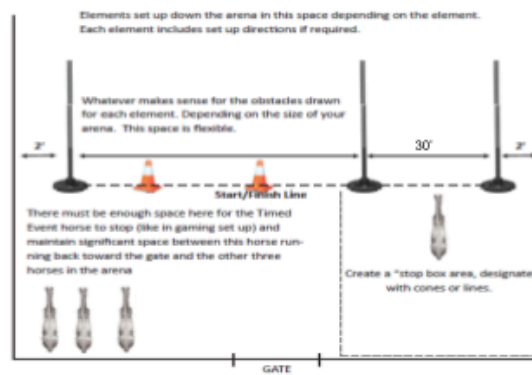 Elements set up down the arena in this space depending on the element.
Each element includes set up directions if required.
Whatever makes sense for the obstacles drawn
for each element. Depending on the size of your
arena. This space is flexible.
2'
30'
2'
Start/Finish Line
There must be enough space here for the Timed
Event horse to stop (like in gaming set up) and
maintain significant space between this horse run-
ning back toward the gate and the other three
horses in the arena
Create a "stop box area, designate
with cones or lines.
GATE